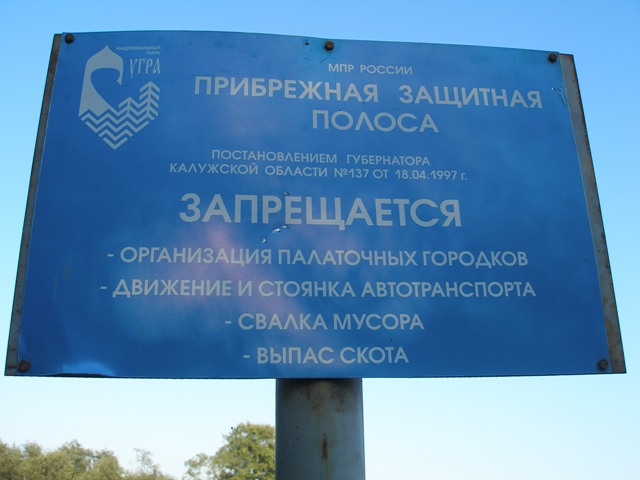 НАЦИОНАЛЬНЫЙ
ПАРК
УГРА
МПР РОССИИ
ПРИБРЕЖНАЯ ЗАЩИТНАЯ
ПОЛОСА
ПОСТАНОВЛЕНИЕМ ГУБЕРНАТОРА
КАЛУЖСКОЙ ОБЛАСТИ №137 ОТ 18.04.1997 г.
ЗАПРЕЩАЕТСЯ
- ОРГАНИЗАЦИЯ ПАЛАТОЧНЫХ ГОРОДКОВ
- ДВИЖЕНИЕ И СТОЯНКА АВТОТРАНСПОРТА
- СВАЛКА МУСОРА
- ВЫПАС СКОТА